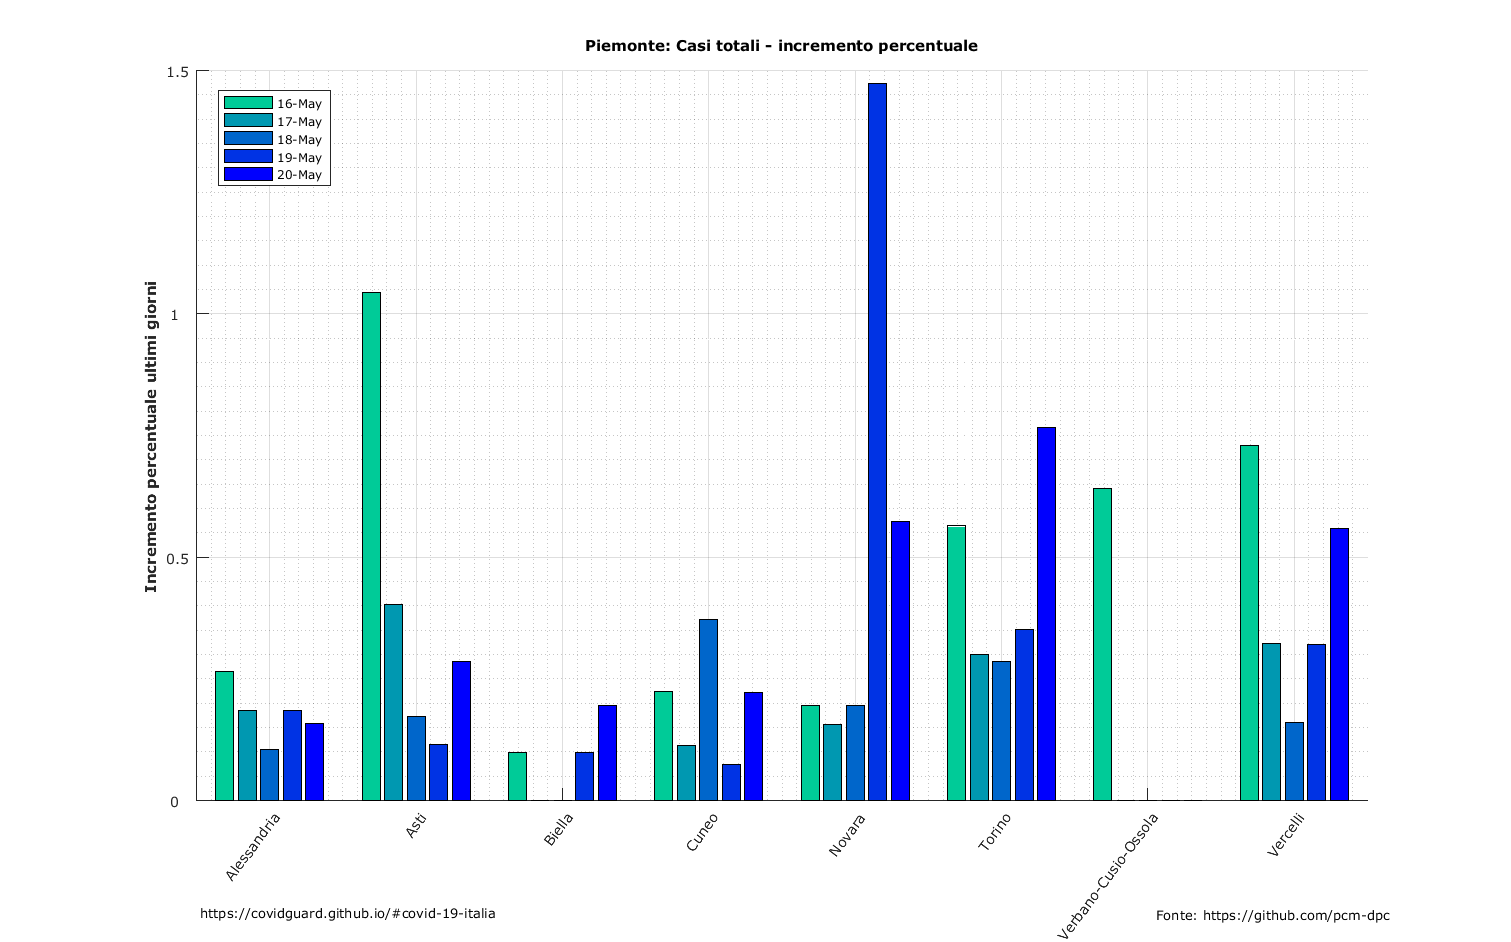 Piemonte: Casi totali - incremento percentuale
1.5
1
0.5
0
Incremento percentuale ultimi giorni
16-May
17-May
18-May
19-May
20-May
Alessandria
Asti
Biella
Cuneo
Novara
Torino
Verbano-Cusio-Ossola
Vercelli
https://covidguard.github.io/#covid-19-italia
Fonte: https://github.com/pcm-dpc